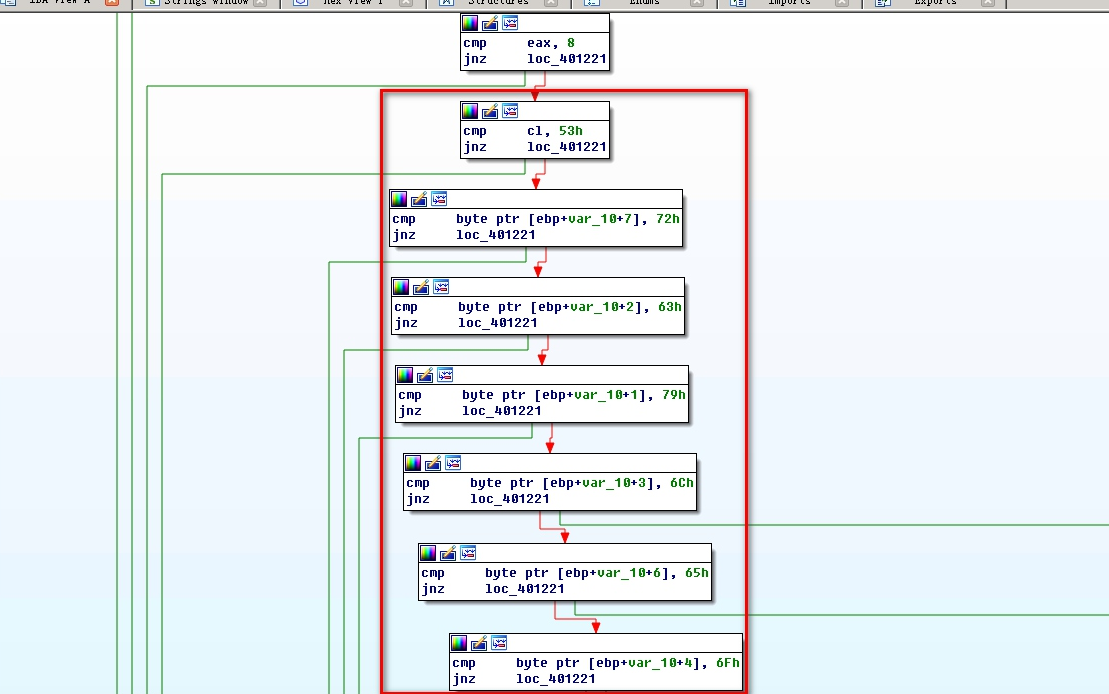 IDA View-A Strings window Hex View-1 Structures Enums Imports Exports
cmp eax, 8
jnz loc_401221
cmp cl, 53h
jnz loc_401221
cmp byte ptr [ebp+var_10+7], 72h
jnz loc_401221
cmp byte ptr [ebp+var_10+2], 63h
jnz loc_401221
cmp byte ptr [ebp+var_10+1], 79h
jnz loc_401221
cmp byte ptr [ebp+var_10+3], 6Ch
jnz loc_401221
cmp byte ptr [ebp+var_10+6], 65h
jnz loc_401221
cmp byte ptr [ebp+var_10+4], 6Fh
jnz loc_401221